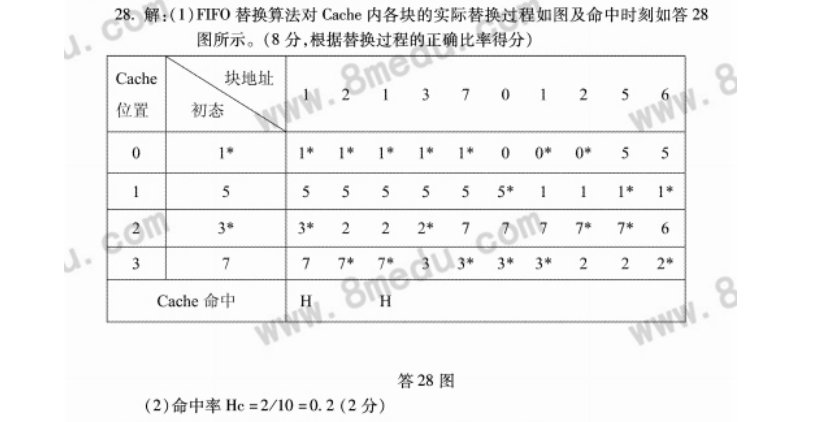 28. 解:(1)FIFO 替换算法对 Cache 内各块的实际替换过程如图及命中时刻如答 28
图所示。(8 分,根据替换过程的正确比率得分)
Cache 位置 块地址 初态 1 2 1 3 7 0 1 2 5 6
0 1* 1* 1* 1* 1* 1* 0 0* 0* 5 5
1 5 5 5 5 5 5 5* 1 1 1* 1*
2 3* 3* 2 2 2* 7 7 7 7* 7* 6
3 7 7 7* 7* 3 3* 3* 3* 2 2 2*
Cache 命中 H H
答 28 图
(2)命中率 Hc =2/10 =0. 2 (2 分)
www.8medu.com